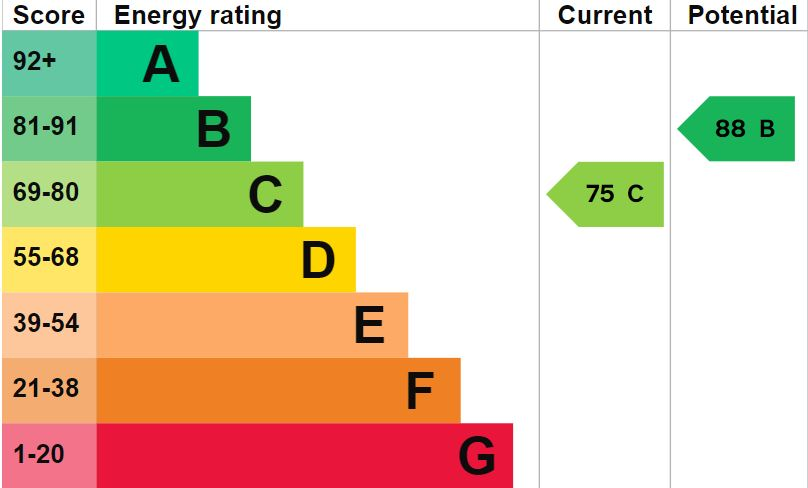 Score Energy rating Current Potential
92+ A
81-91 B 88 B
69-80 C 75 C
55-68 D
39-54 E
21-38 F
1-20 G